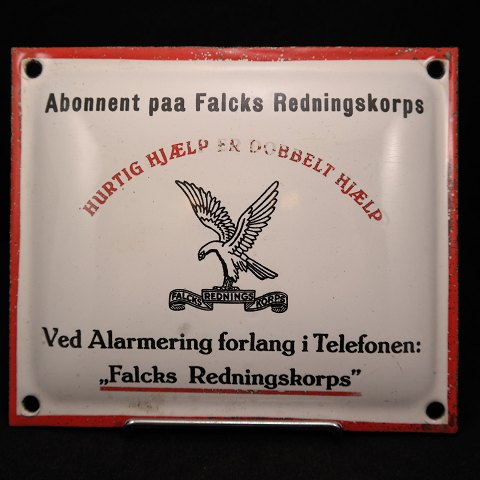 Abonnent paa Falcks Redningskorps
HURTIG HJÆLP ER DOBBELT HJÆLP
FALCKS REDNINGS KORPS
Ved Alarmering forlang i Telefonen:
„Falcks Redningskorps”